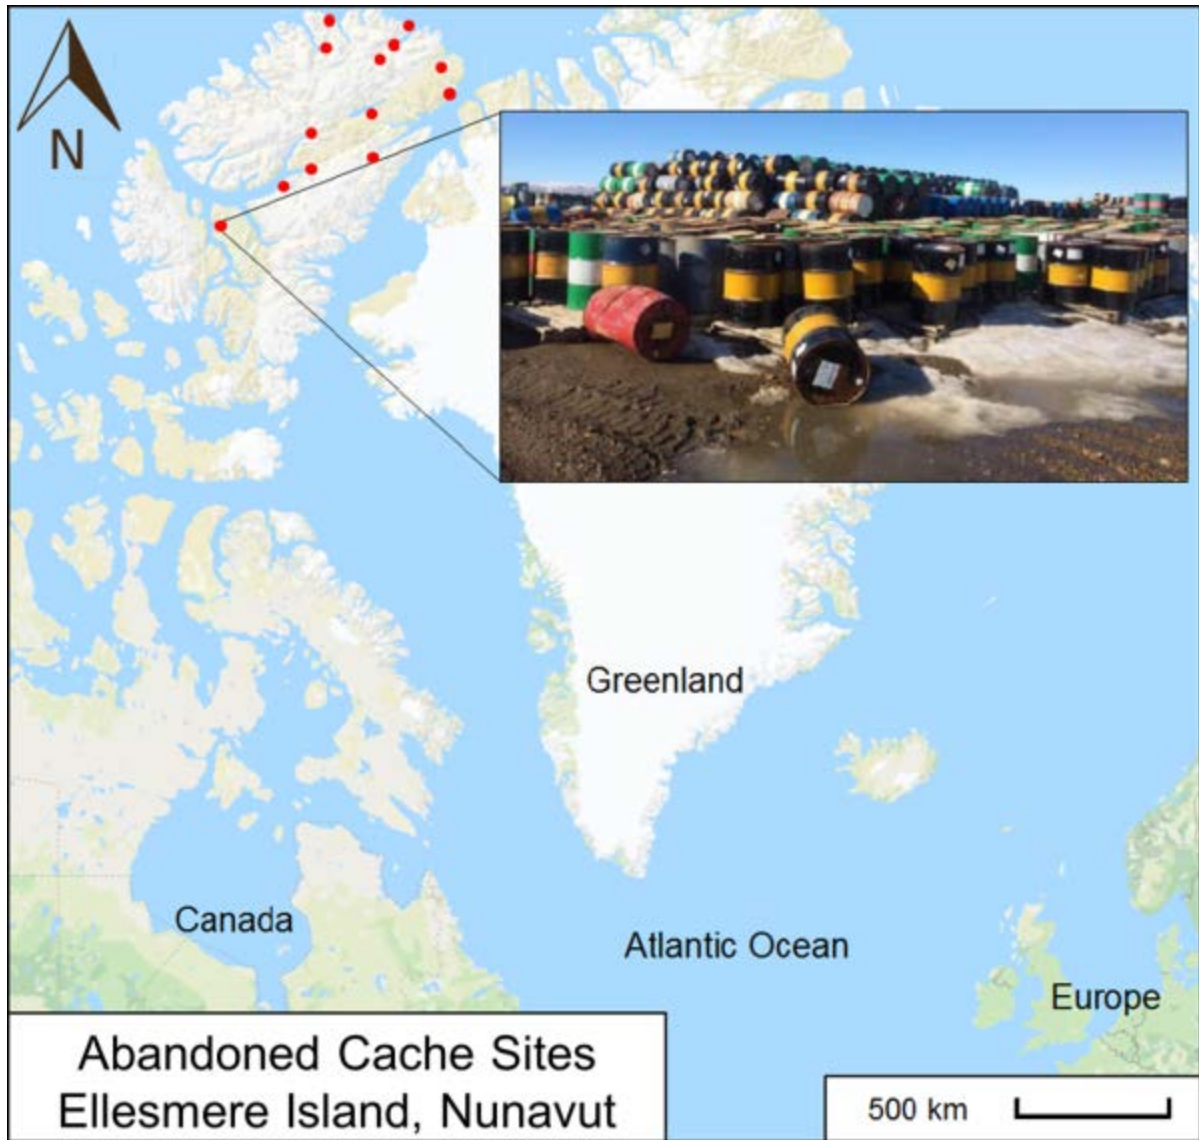 N
Greenland
Canada
Atlantic Ocean
Europe
Abandoned Cache Sites
Ellesmere Island, Nunavut
500 km